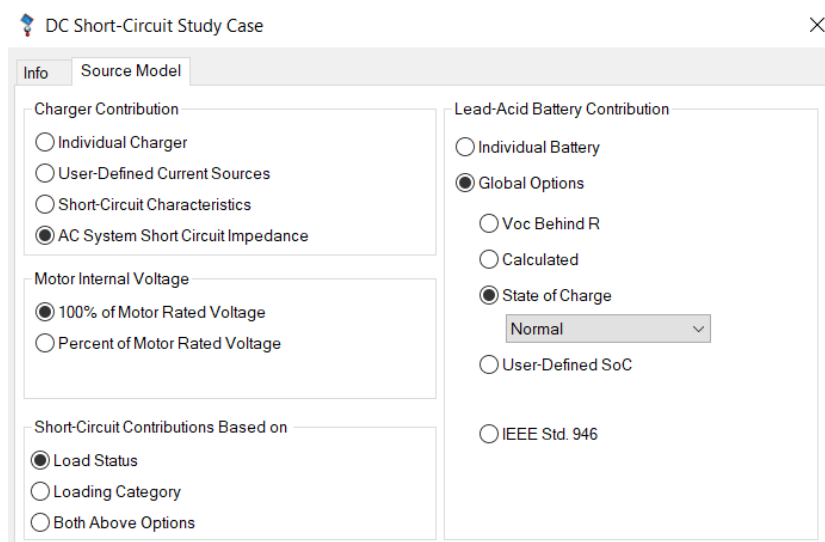 DC Short-Circuit Study Case
Info
Source Model
Charger Contribution
Individual Charger
User-Defined Current Sources
Short-Circuit Characteristics
AC System Short Circuit Impedance
Motor Internal Voltage
100% of Motor Rated Voltage
Percent of Motor Rated Voltage
Short-Circuit Contributions Based on
Load Status
Loading Category
Both Above Options
Lead-Acid Battery Contribution
Individual Battery
Global Options
Voc Behind R
Calculated
State of Charge
Normal
User-Defined SoC
IEEE Std. 946